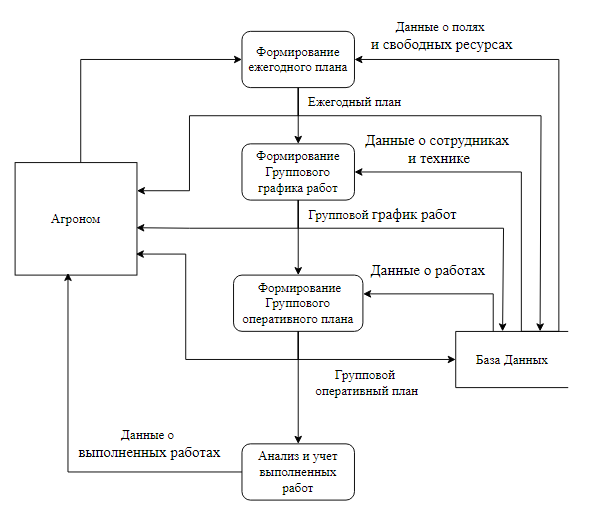 Данные о полях
и свободных ресурсах
Формирование
ежегодного плана
Ежегодный план
Данные о сотрудниках
и технике
Формирование
Группового
графика работ
Агроном
Групповой график работ
Данные о работах
Формирование
Группового
оперативного плана
База Данных
Групповой
оперативный план
Данные о
выполненных работах
Анализ и учет
выполненных
работ